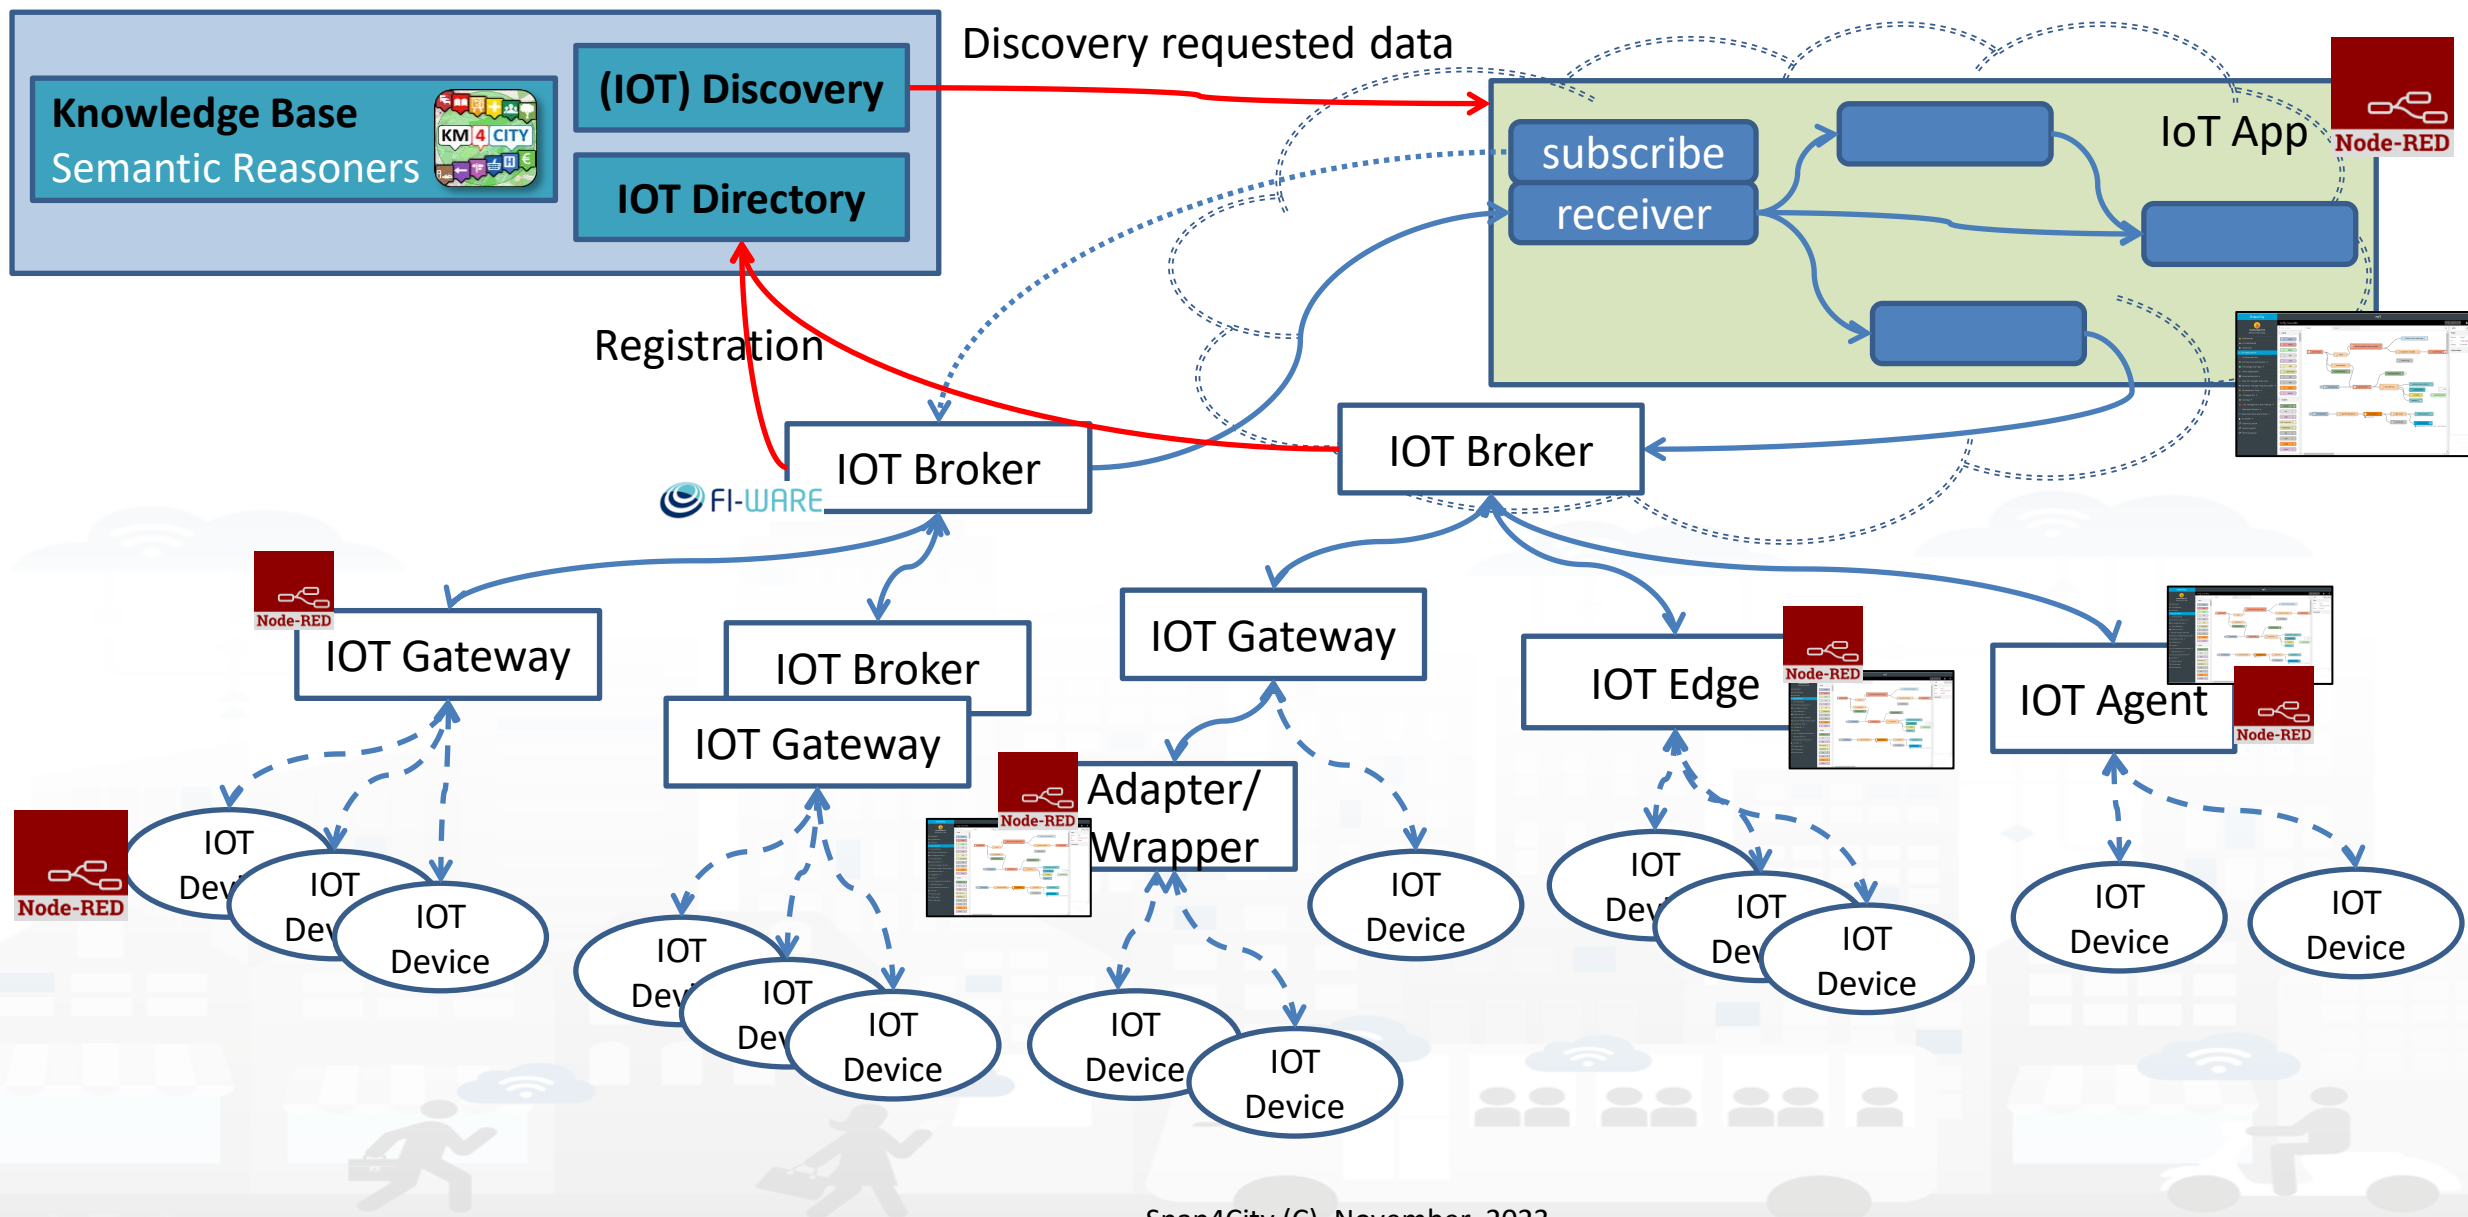 Discovery requested data
(IOT) Discovery
Knowledge Base
Semantic Reasoners
KM 4 CITY
IOT Directory
subscribe
receiver
IoT App
Node-RED
Registration
IOT Broker
FI-WARE
IOT Broker
Node-RED
IOT Gateway
IOT Broker
IOT Gateway
IOT Gateway
IOT Edge
Node-RED
IOT Agent
Node-RED
Node-RED
Adapter/
Wrapper
Node-RED
IOT
Dev
IOT
Dev
IOT
Device
IOT
Dev
IOT
Dev
IOT
Device
IOT
Device
IOT
Device
IOT
Device
IOT
Dev
IOT
Dev
IOT
Device
IOT
Device
IOT
Device
Snap4City (C), November 2023